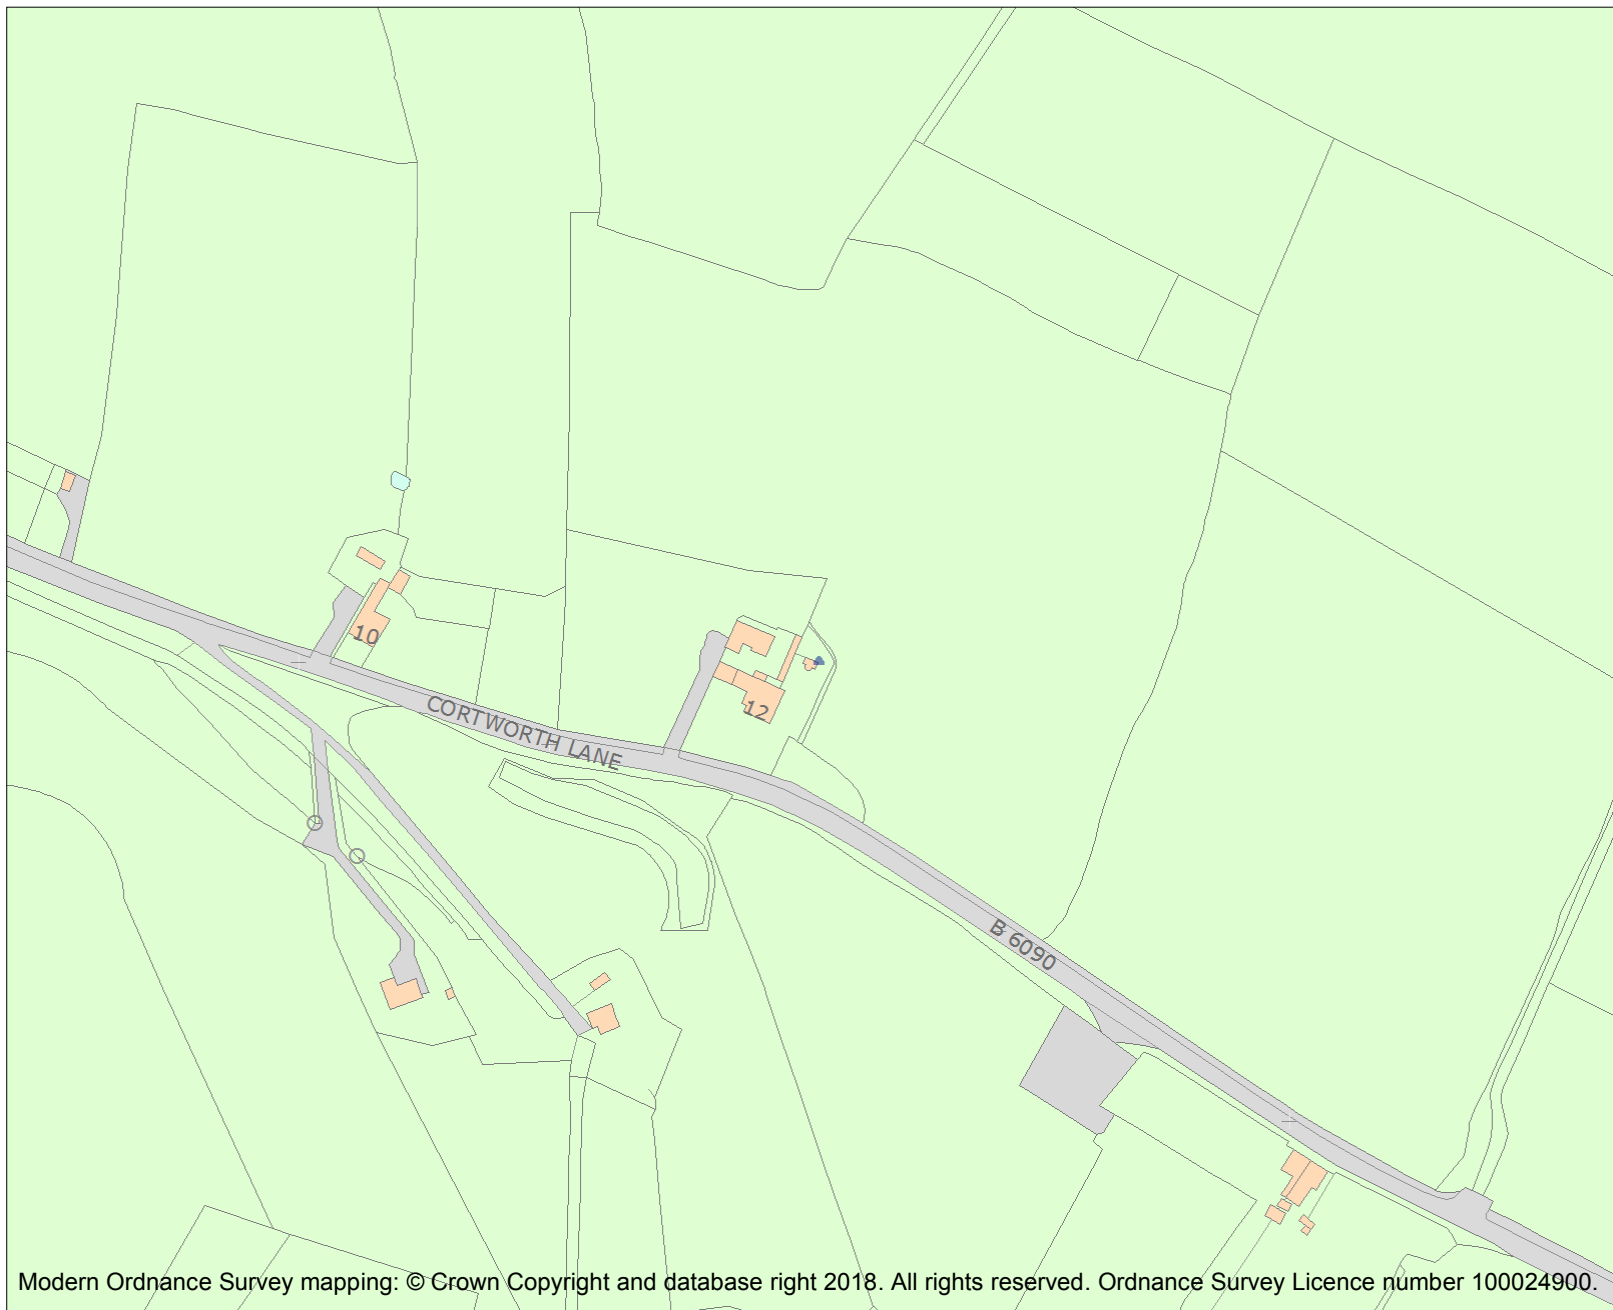 10
12
CORTWORTH LANE
B 6090
Modern Ordnance Survey mapping: © Crown Copyright and database right 2018. All rights reserved. Ordnance Survey Licence number 100024900.